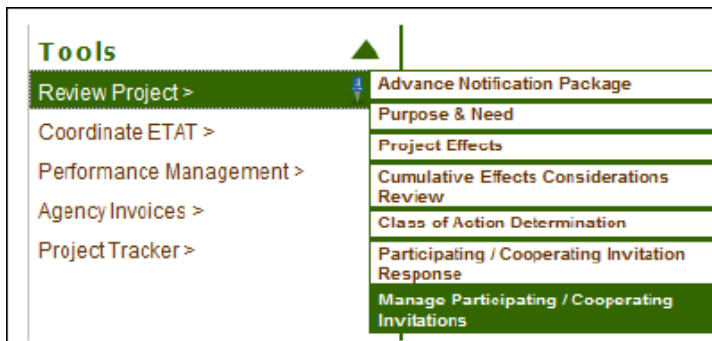 Tools
Review Project >
Coordinate ETAT >
Performance Management >
Agency Invoices >
Project Tracker >
Advance Notification Package
Purpose & Need
Project Effects
Cumulative Effects Considerations
Review
Class of Action Determination
Participating / Cooperating Invitation
Response
Manage Participating / Cooperating
Invitations